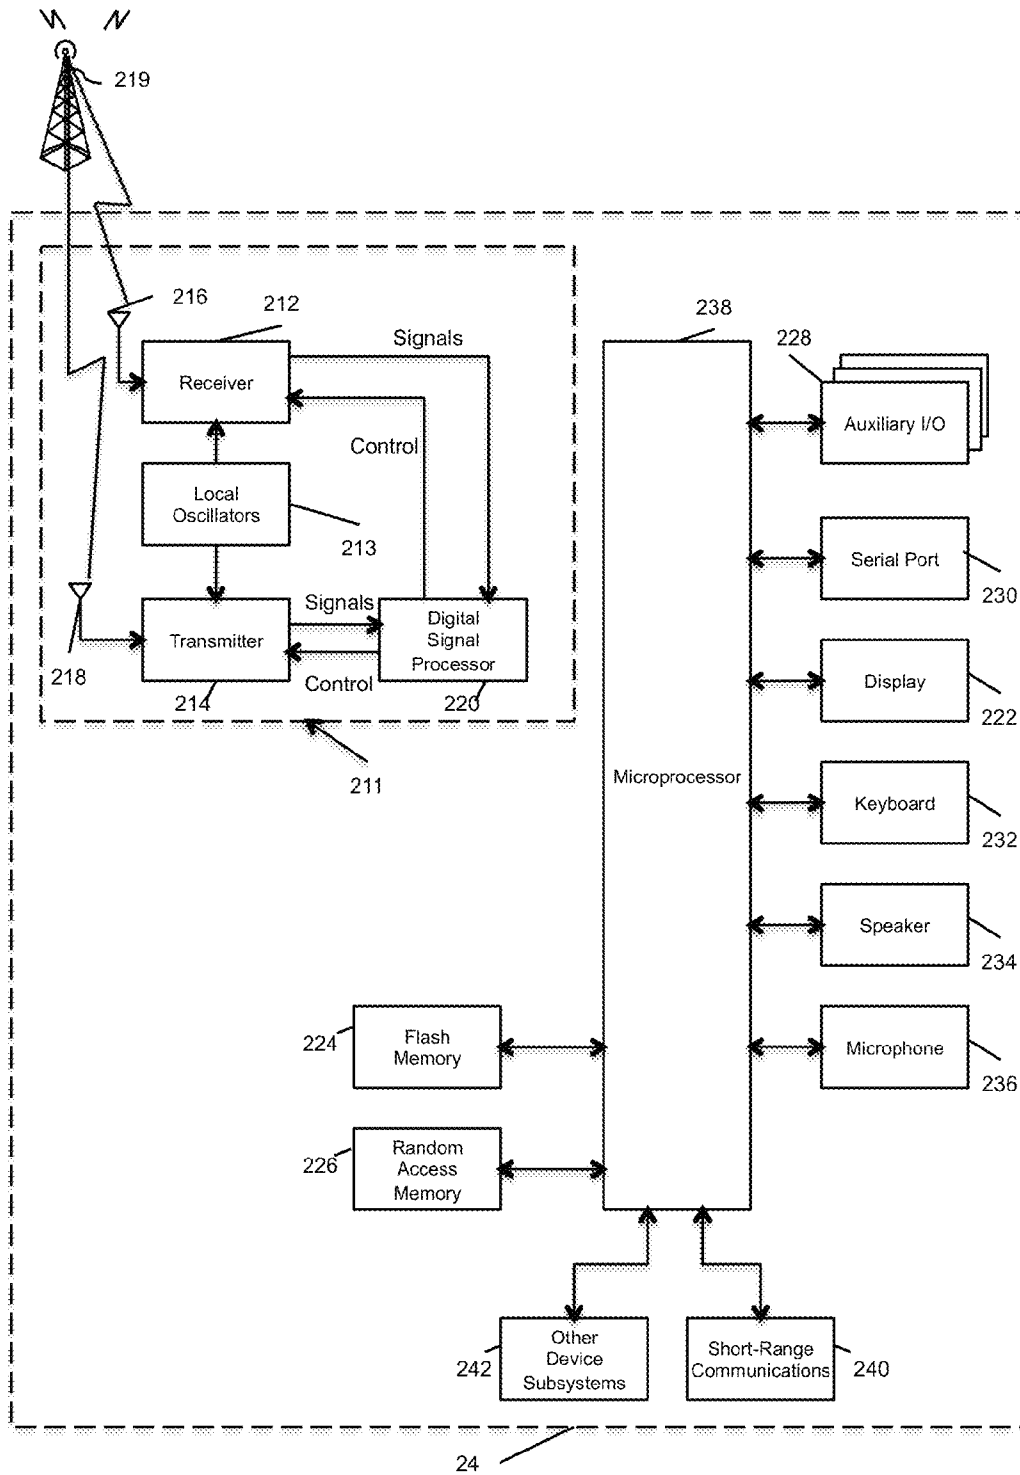 219
216
212
238
Signals
228
Receiver
Auxiliary I/O
Control
Local
Oscillators
213
Serial Port
230
Signals
Digital
Signal
Processor
Transmitter
218
214
Control
220
Display
222
211
Microprocessor
Keyboard
232
Speaker
234
224
Flash
Memory
Microphone
236
226
Random
Access
Memory
242
Other
Device
Subsystems
Short-Range
Communications
240
24